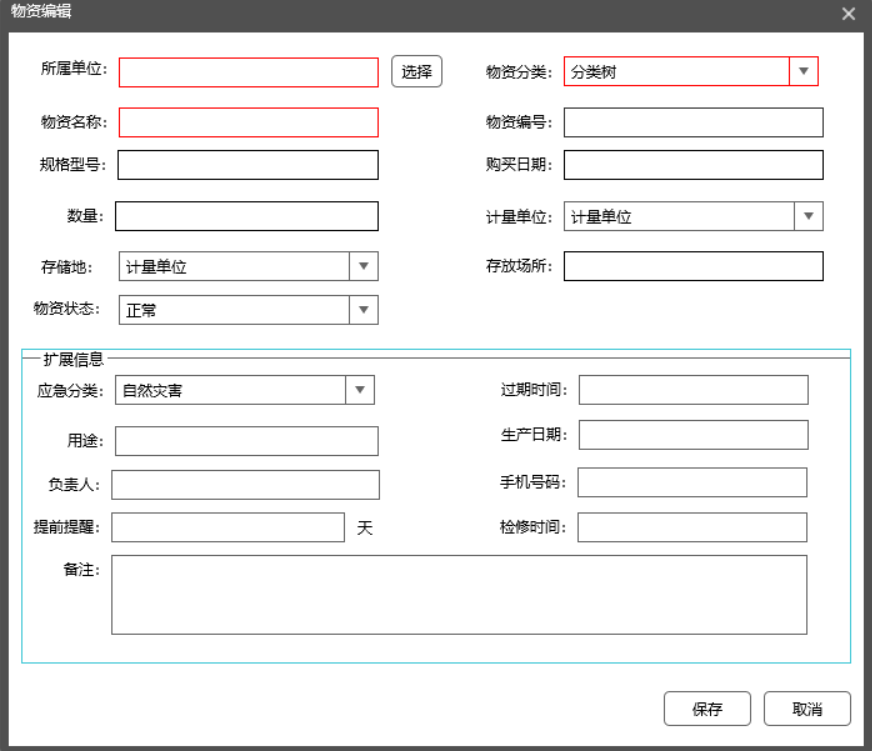 物资编辑
所属单位: 选择 物资分类: 分类树
物资名称: 物资编号:
规格型号: 购买日期:
数量: 计量单位: 计量单位
存储地: 计量单位 存放场所:
物资状态: 正常
扩展信息
应急分类: 自然灾害 过期时间:
用途: 生产日期:
负责人: 手机号码:
提前提醒: 天 检修时间:
备注:
保存 取消